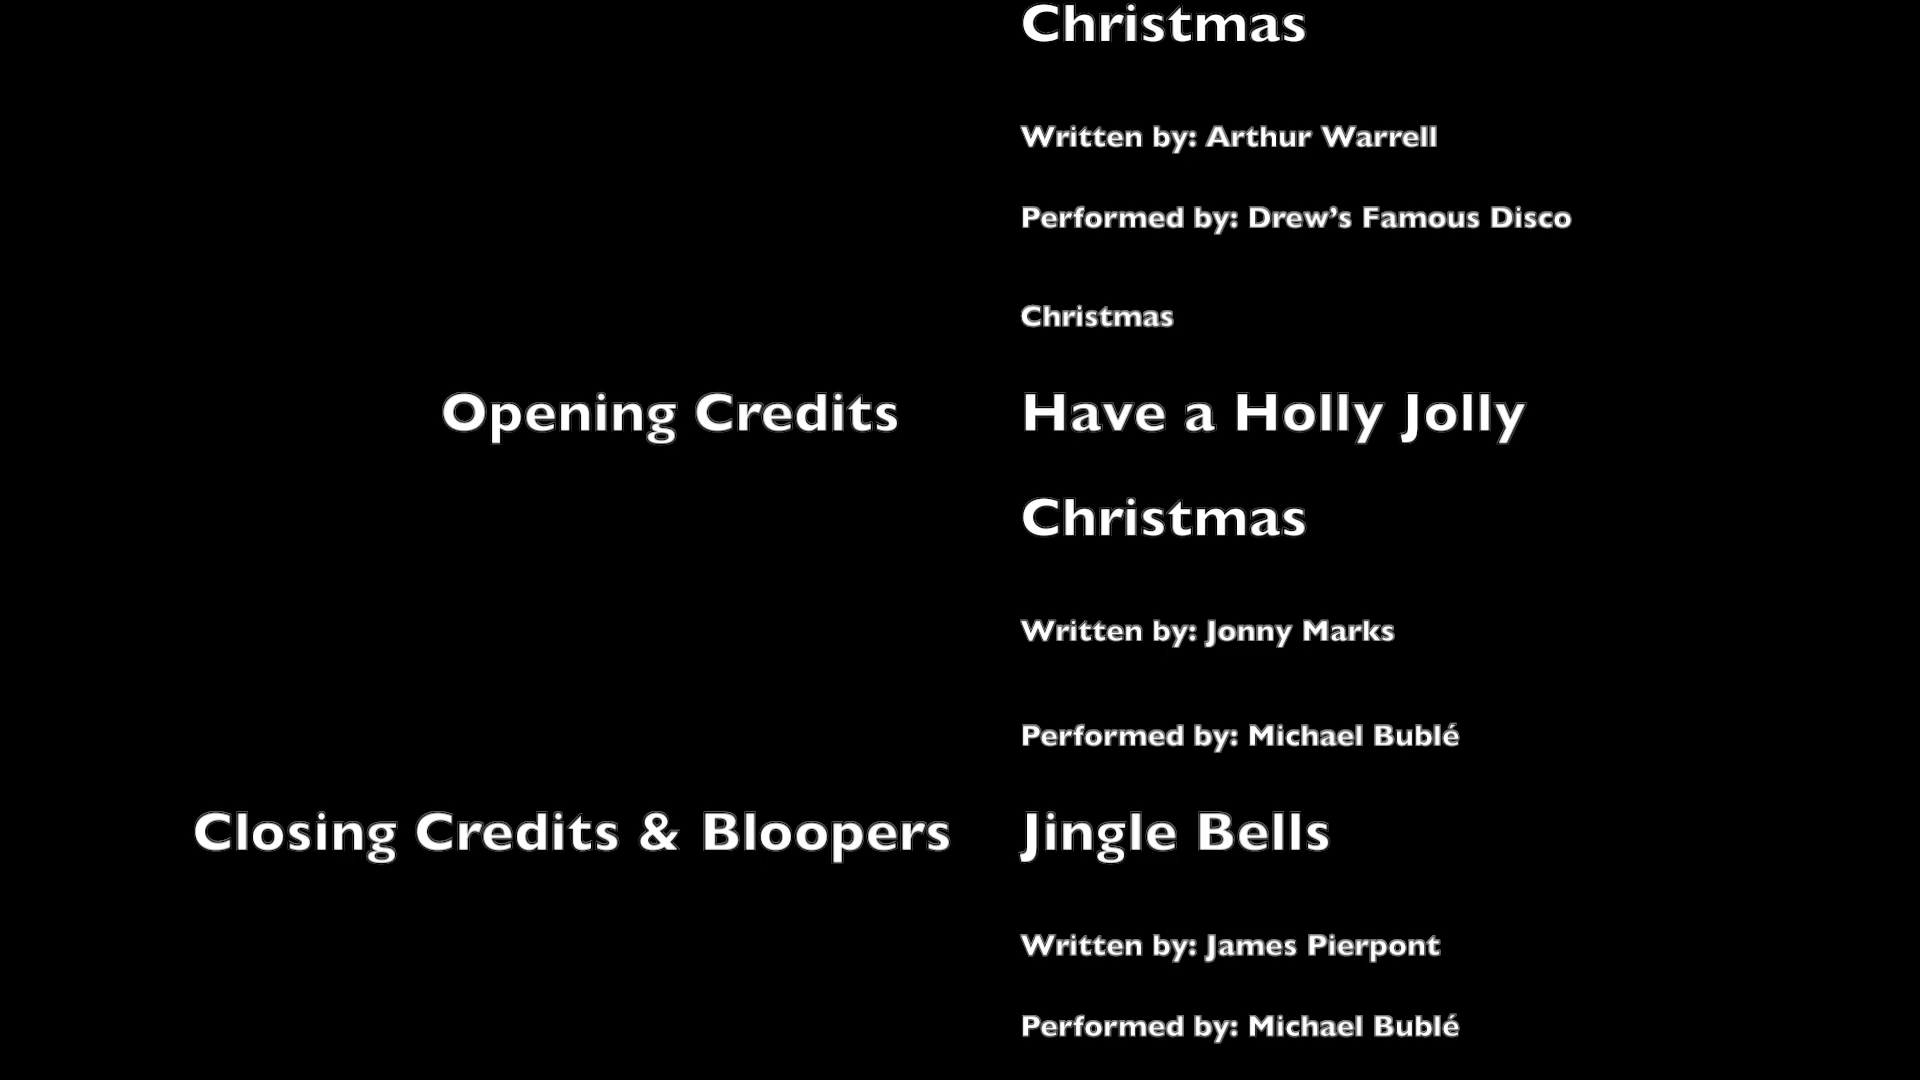 Christmas
Written by: Arthur Warrell
Performed by: Drew’s Famous Disco
Christmas
Opening Credits Have a Holly Jolly
Christmas
Written by: Jonny Marks
Performed by: Michael Bublé
Closing Credits & Bloopers Jingle Bells
Written by: James Pierpont
Performed by: Michael Bublé